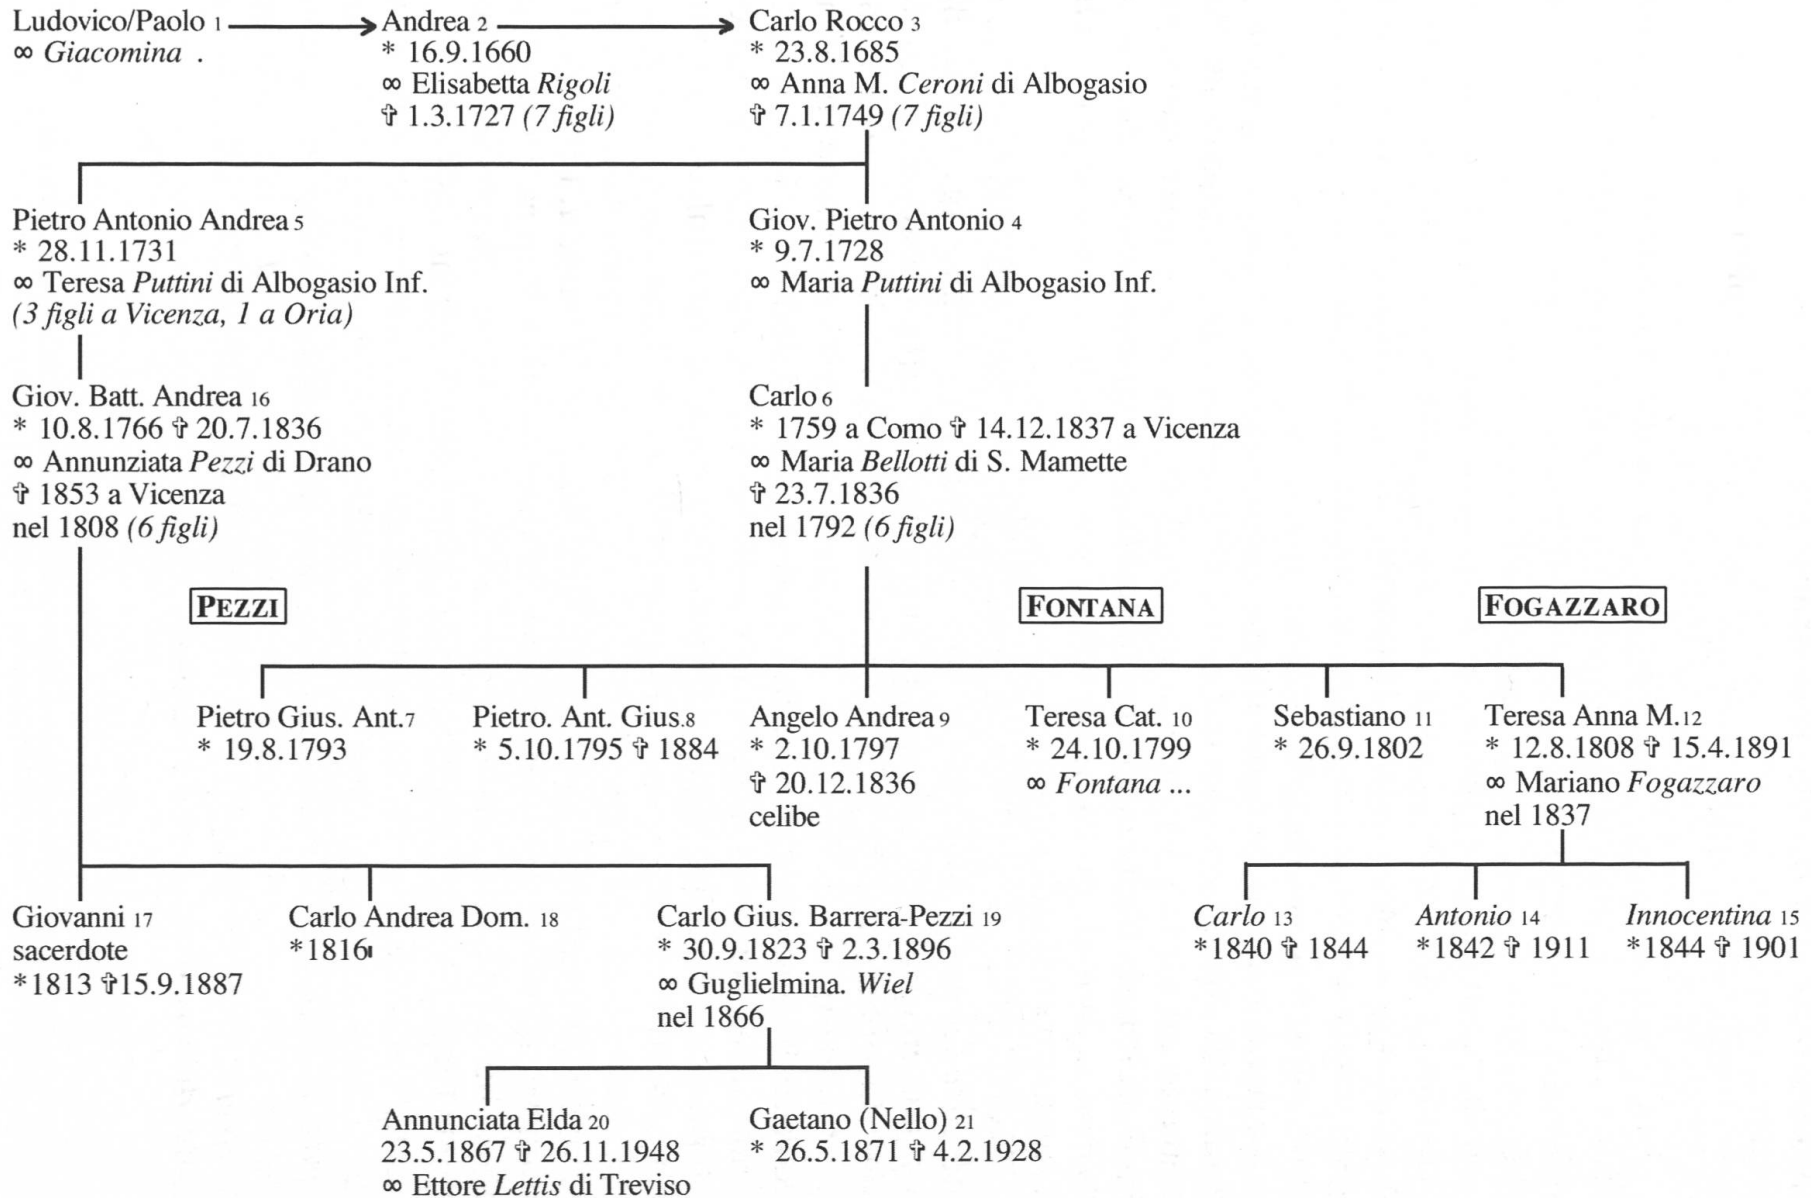 Ludovico/Paolo 1
∞ Giacomina .
Andrea 2
* 16.9.1660
∞ Elisabetta Rigoli
✞ 1.3.1727 (7 figli)
Carlo Rocco 3
* 23.8.1685
∞ Anna M. Ceroni di Albogasio
✞ 7.1.1749 (7 figli)
Pietro Antonio Andrea 5
* 28.11.1731
∞ Teresa Puttini di Albogasio Inf.
(3 figli a Vicenza, 1 a Oria)
Giov. Pietro Antonio 4
* 9.7.1728
∞ Maria Puttini di Albogasio Inf.
Giov. Batt. Andrea 16
* 10.8.1766 ✞ 20.7.1836
∞ Annunziata Pezzi di Drano
✞ 1853 a Vicenza
nel 1808 (6 figli)
Carlo 6
* 1759 a Como ✞ 14.12.1837 a Vicenza
∞ Maria Bellotti di S. Mamette
✞ 23.7.1836
nel 1792 (6 figli)
PEZZI
FONTANA
FOGAZZARO
Pietro Gius. Ant.7
* 19.8.1793
Pietro. Ant. Gius.8
* 5.10.1795 ✞ 1884
Angelo Andrea 9
* 2.10.1797
✞ 20.12.1836
celibe
Teresa Cat. 10
* 24.10.1799
∞ Fontana ...
Sebastiano 11
* 26.9.1802
Teresa Anna M.12
* 12.8.1808 ✞ 15.4.1891
∞ Mariano Fogazzaro
nel 1837
Giovanni 17
sacerdote
*1813 ✞15.9.1887
Carlo Andrea Dom. 18
*1816
Carlo Gius. Barrera-Pezzi 19
* 30.9.1823 ✞ 2.3.1896
∞ Guglielmina. Wiel
nel 1866
Carlo 13
*1840 ✞ 1844
Antonio 14
*1842 ✞ 1911
Innocentina 15
*1844 ✞ 1901
Annunciata Elda 20
23.5.1867 ✞ 26.11.1948
∞ Ettore Lettis di Treviso
Gaetano (Nello) 21
* 26.5.1871 ✞ 4.2.1928